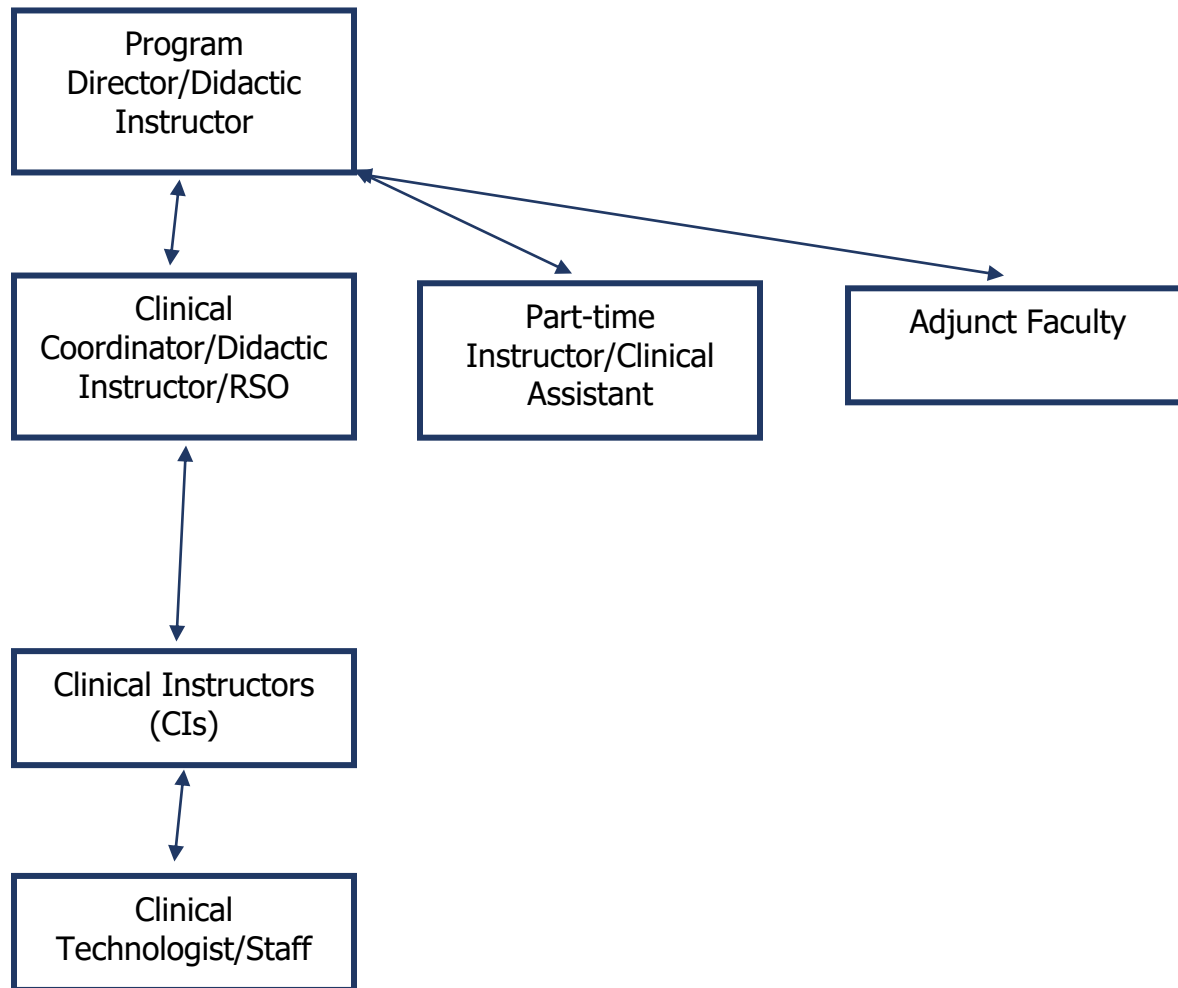 Program
Director/Didactic
Instructor
Clinical
Coordinator/Didactic
Instructor/RSO
Part-time
Instructor/Clinical
Assistant
Adjunct Faculty
Clinical Instructors
(CIs)
Clinical
Technologist/Staff